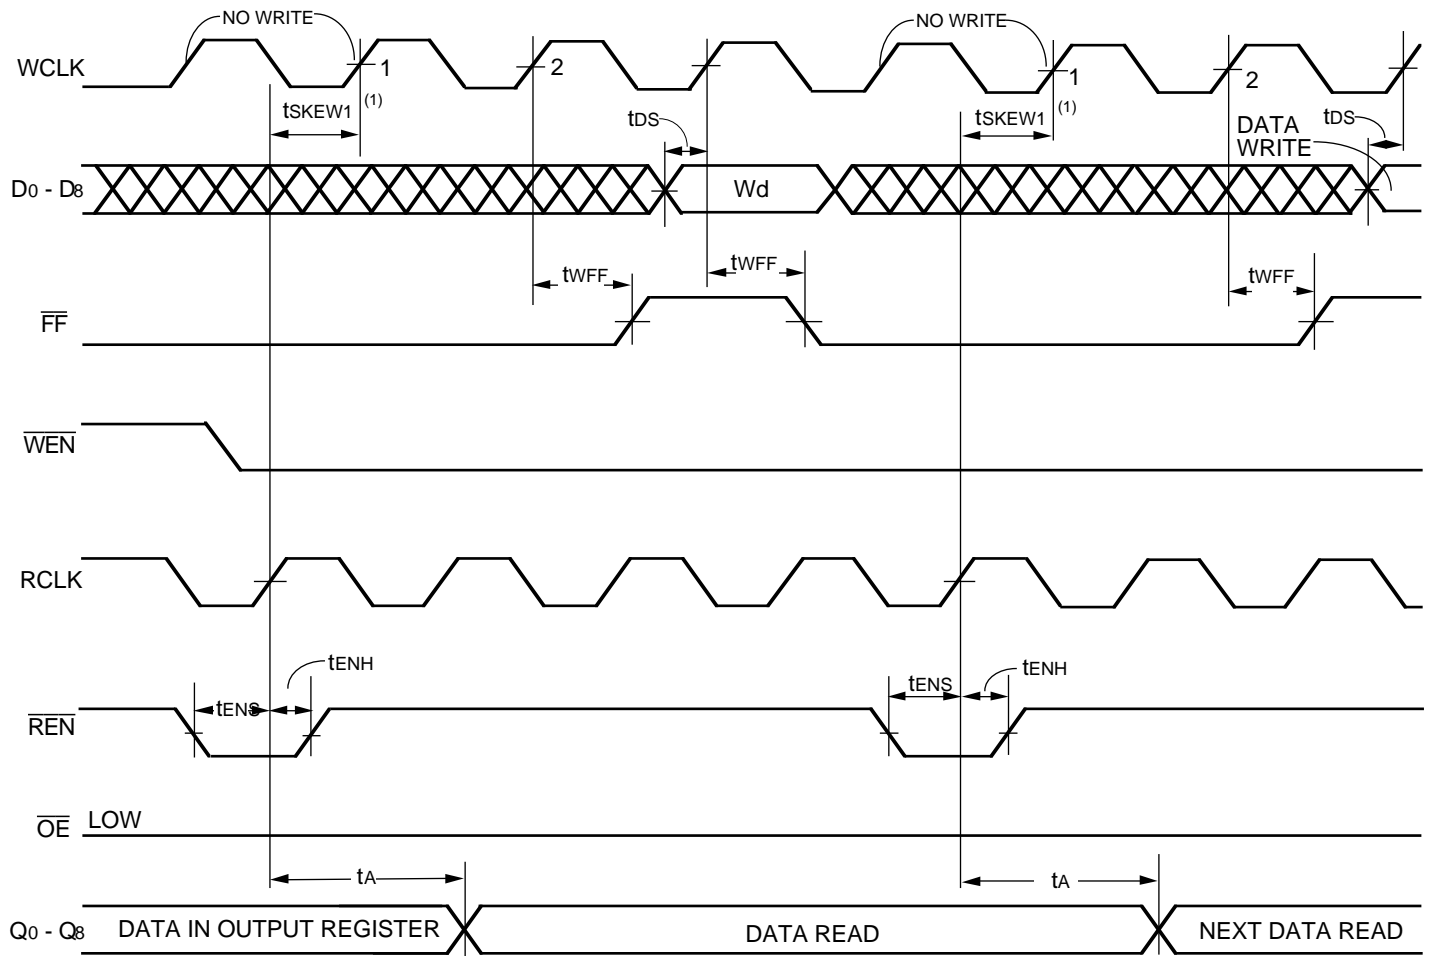 NO WRITE
NO WRITE
WCLK
1
2
1
2
tSKEW1 (1)
tDS
tSKEW1 (1)
tDS
DATA
WRITE
D0 - D8
Wd
tWFF
tWFF
tWFF
FF
WEN
RCLK
tENH
tENH
tENS
tENS
REN
OE
LOW
tA
tA
Q0 - Q8
DATA IN OUTPUT REGISTER
DATA READ
NEXT DATA READ